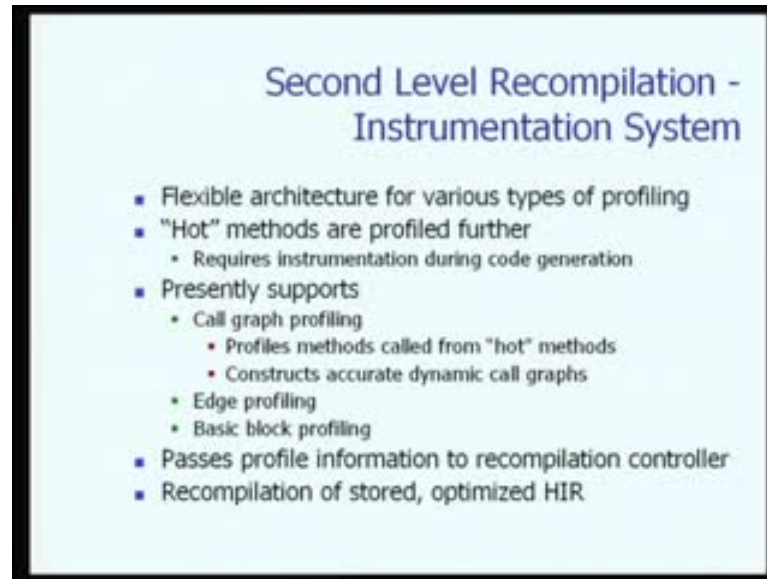 Second Level Recompilation -
Instrumentation System
Flexible architecture for various types of profiling
"Hot" methods are profiled further
Requires instrumentation during code generation
Presently supports
Call graph profiling
Profiles methods called from "hot" methods
Constructs accurate dynamic call graphs
Edge profiling
Basic block profiling
Passes profile information to recompilation controller
Recompilation of stored, optimized HIR